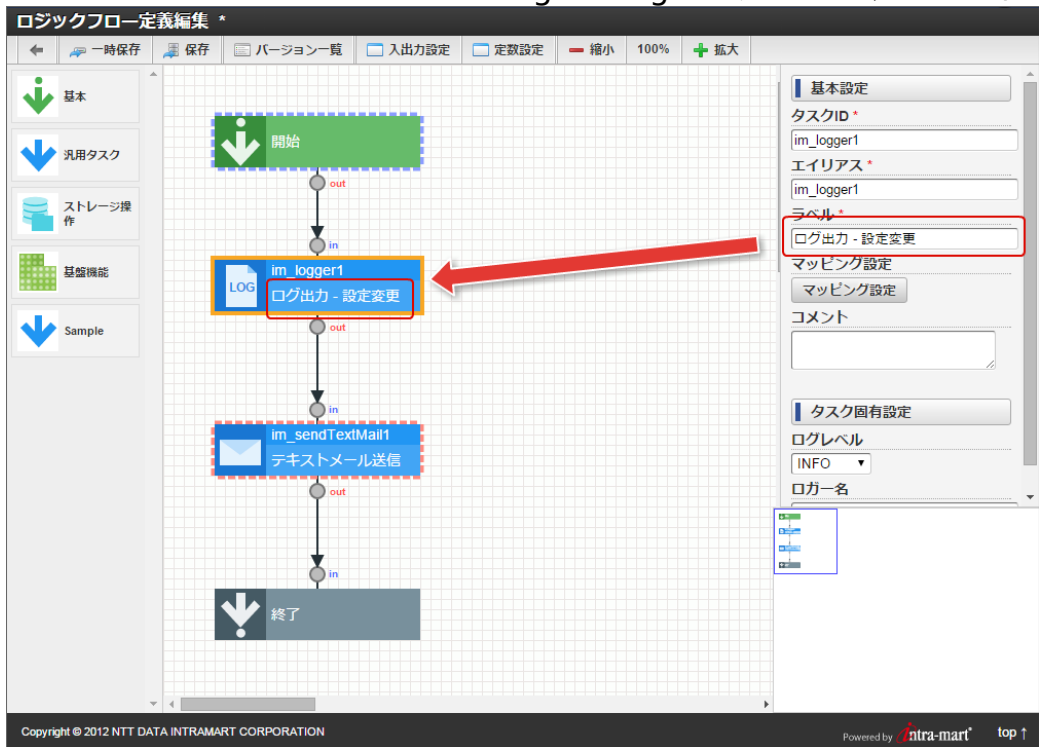 ロジックフロー定義編集 *
一時保存 保存 バージョン一覧 入出力設定 定数設定 縮小 100% 拡大
基本
汎用タスク
ストレージ操
作
基盤機能
Sample
開始
out
in
im_logger1
LOG
ログ出力 - 設定変更
out
in
im_sendTextMail1
テキストメール送信
out
in
終了
基本設定
タスクID *
im_logger1
エイリアス *
im_logger1
ラベル *
ログ出力 - 設定変更
マッピング設定
マッピング設定
コメント
タスク固有設定
ログレベル
INFO
ロガー名
Copyright © 2012 NTT DATA INTRAMART CORPORATION
Powered by intra-mart
top ↑